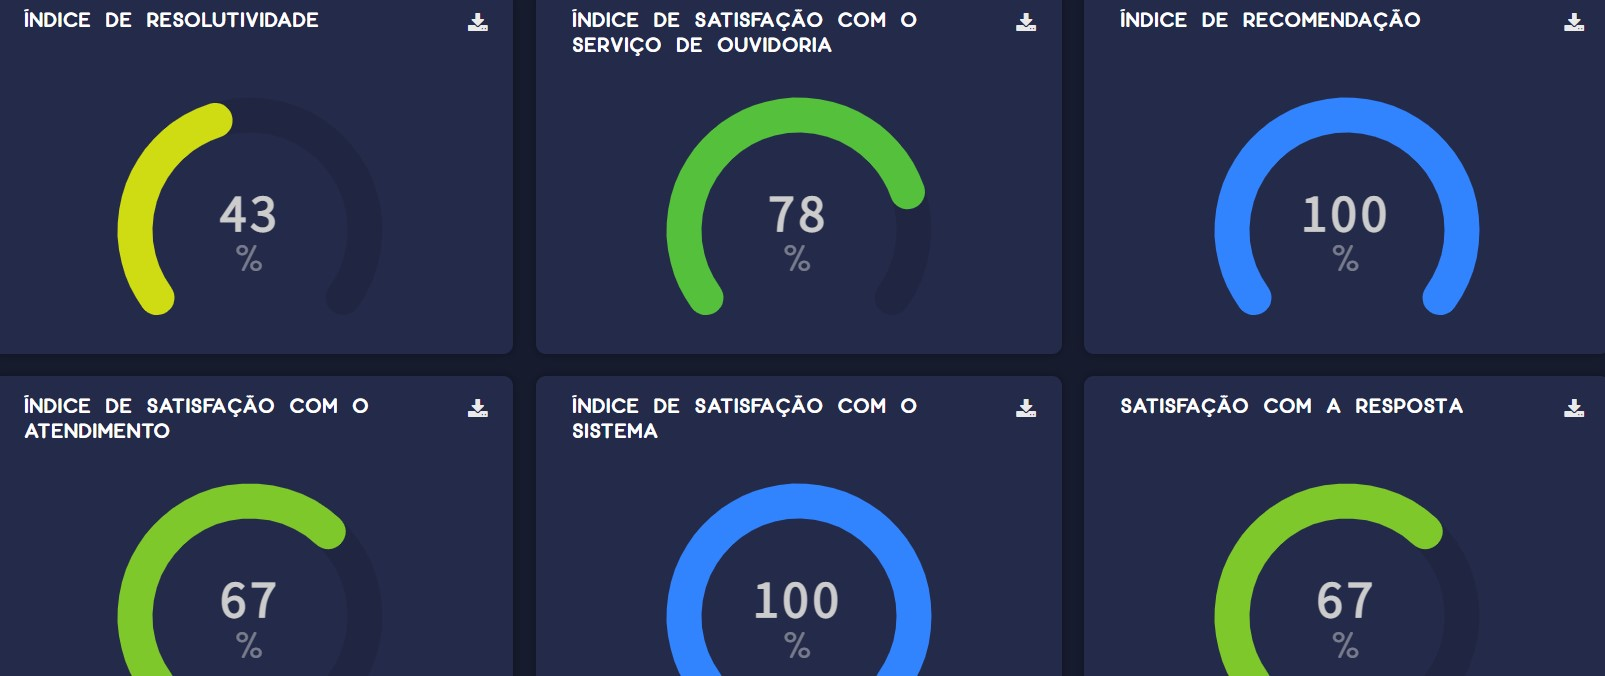 ÍNDICE DE RESOLUTIVIDADE
43
%
ÍNDICE DE SATISFAÇÃO COM O
SERVIÇO DE OUVIDORIA
78
%
ÍNDICE DE RECOMENDAÇÃO
100
%
ÍNDICE DE SATISFAÇÃO COM O
ATENDIMENTO
67
%
ÍNDICE DE SATISFAÇÃO COM O
SISTEMA
100
%
SATISFAÇÃO COM A RESPOSTA
67
%